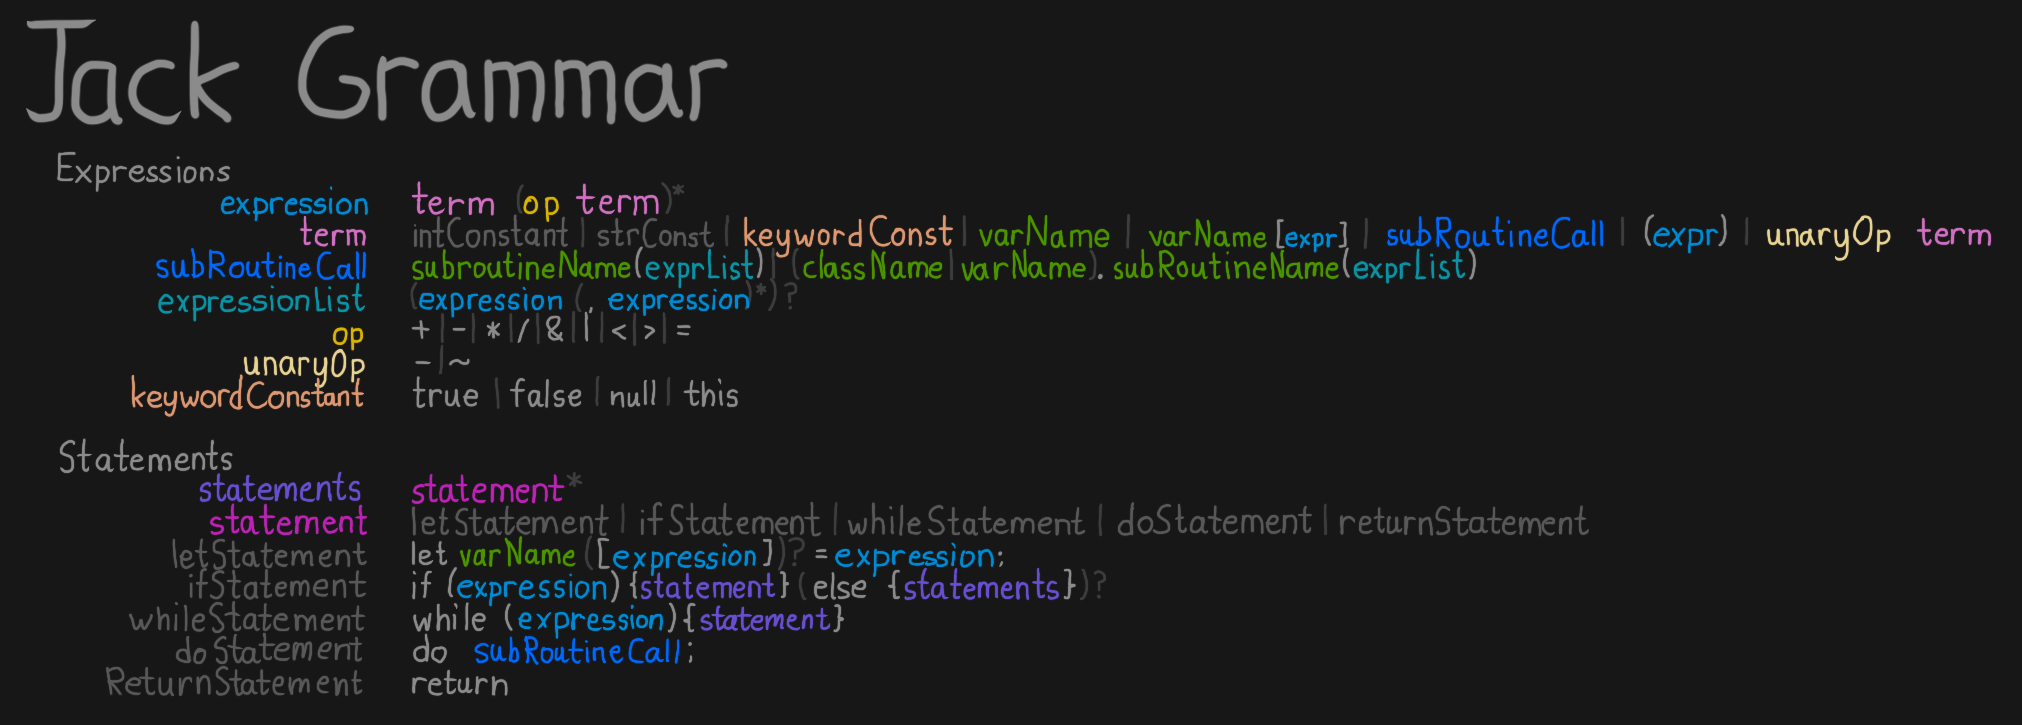 Jack Grammar
Expressions
expression term (op term)*
term intConstant | strConst | keywordConst | varName | varName[expr] | subRoutineCall | (expr) | unaryOp term
subRoutineCall subroutineName(exprList) | (className | varName). subRoutineName(exprList)
expressionList (expression (, expression)*)?
op + | - | * | / | & | | | < | > | =
unaryOp - | ~
keywordConstant true | false | null | this
Statements
statements statement*
statement letStatement | ifStatement | whileStatement | doStatement | returnStatement
letStatement let varName ([expression])? = expression;
ifStatement if (expression) {statement} (else {statements})?
whileStatement while (expression) {statement}
doStatement do subRoutineCall;
ReturnStatement return